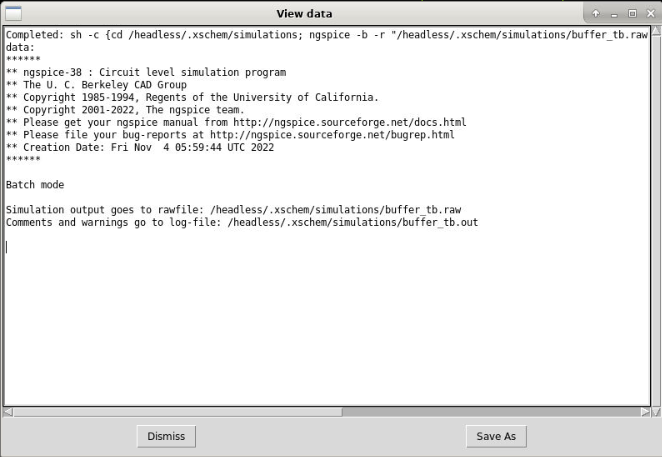 View data
Completed: sh -c {cd /headless/.xschem/simulations; ngspice -b -r "/headless/.xschem/simulations/buffer_tb.raw
data:
******
** ngspice-38 : Circuit level simulation program
** The U. C. Berkeley CAD Group
** Copyright 1985-1994, Regents of the University of California.
** Copyright 2001-2022, The ngspice team.
** Please get your ngspice manual from http://ngspice.sourceforge.net/docs.html
** Please file your bug-reports at http://ngspice.sourceforge.net/bugrep.html
** Creation Date: Fri Nov  4 05:59:44 UTC 2022
******
Batch mode
Simulation output goes to rawfile: /headless/.xschem/simulations/buffer_tb.raw
Comments and warnings go to log-file: /headless/.xschem/simulations/buffer_tb.out
Dismiss
Save As